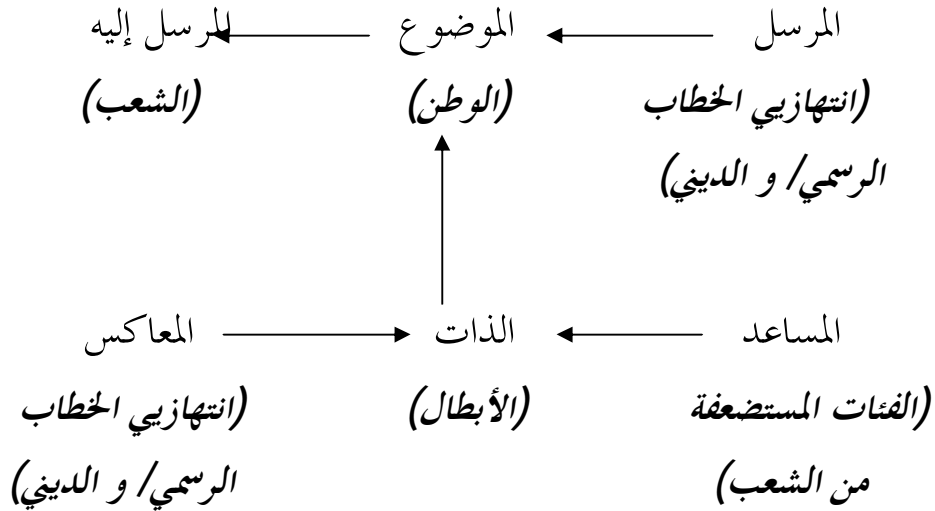 المرسل الموضوع المرسل إليه
(انتهازيي الخطاب (الوطن) (الشعب)
الرسمي/ و الديني)
المساعد الذات المعاكس
(الفئات المستضعفة (الأبطال) (انتهازيي الخطاب
من الشعب) الرسمي/ و الديني)